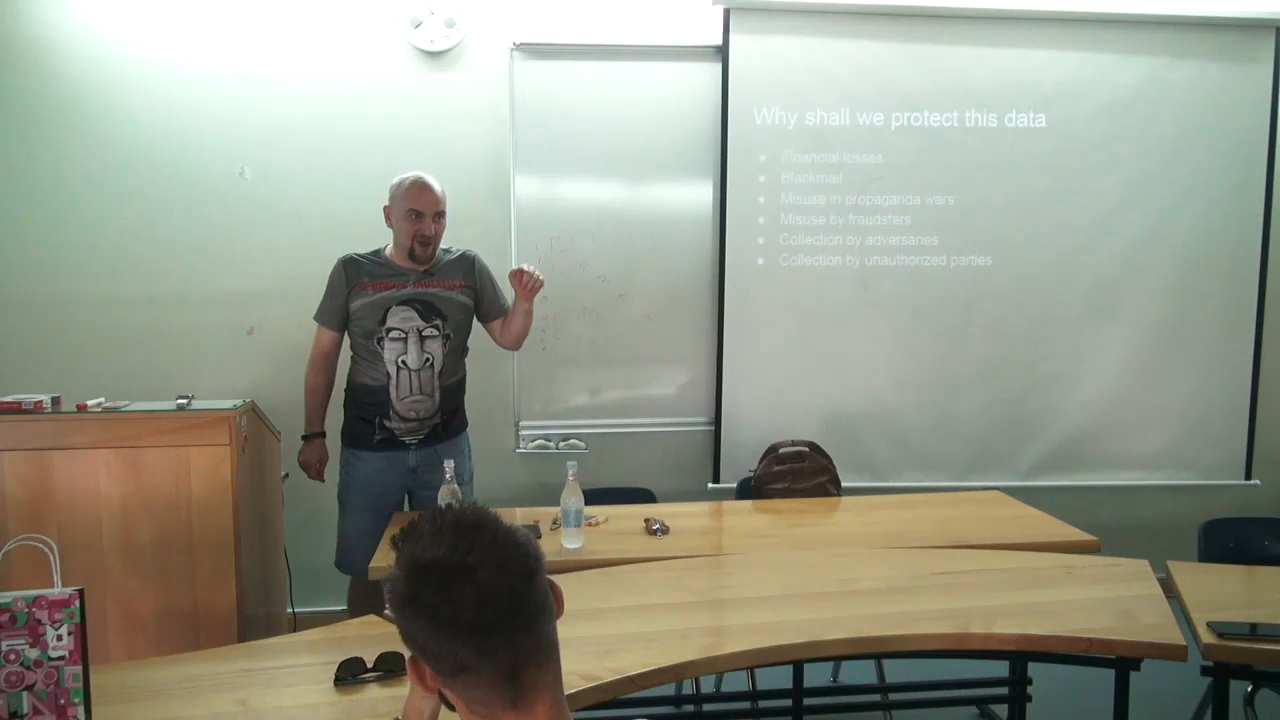 Why shall we protect this data
Financial losses
Blackmail
Misuse in propaganda wars
Misuse by fraudsters
Collection by adversaries
Collection by unauthorized parties